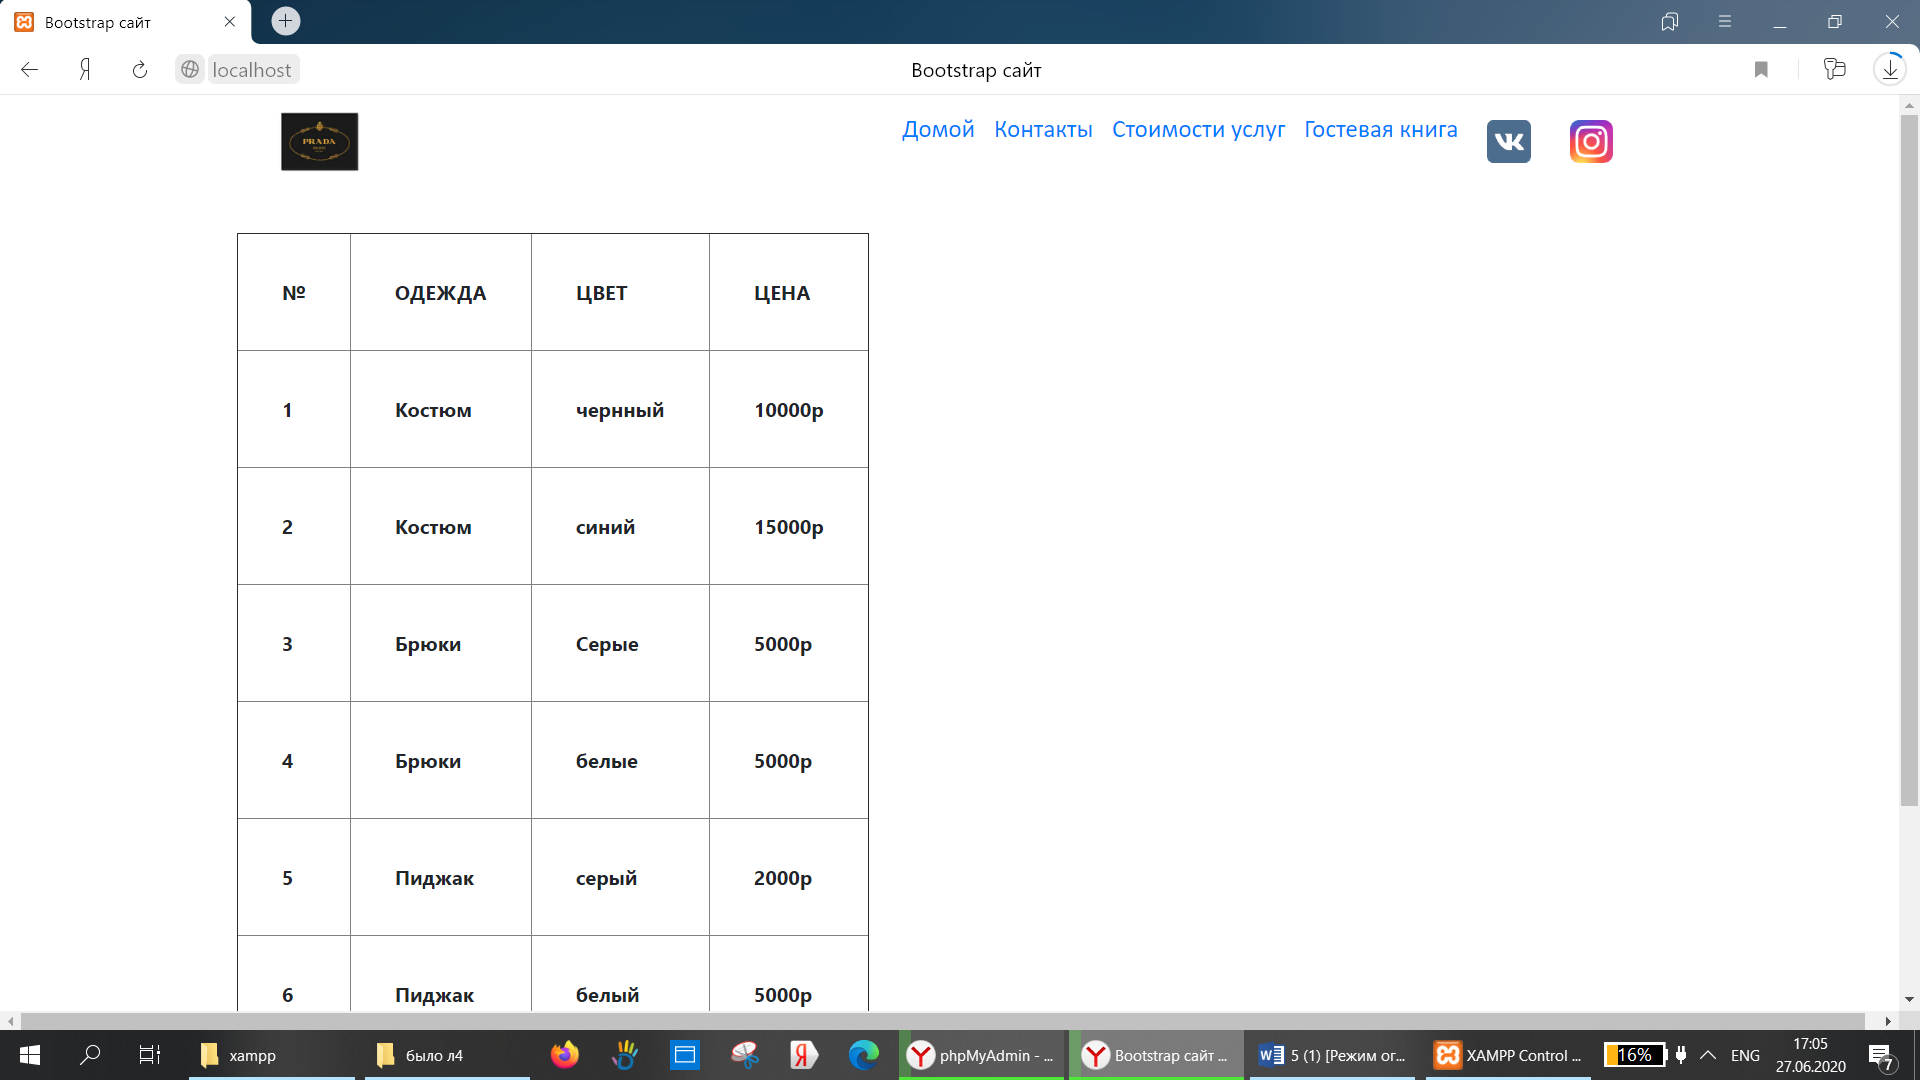 Bootstrap сайт
Я localhost Bootstrap сайт
PRADA
Домой Контакты Стоимости услуг Гостевая книга
№ ОДЕЖДА ЦВЕТ ЦЕНА
1 Костюм чернный 10000р
2 Костюм синий 15000р
3 Брюки Серые 5000р
4 Брюки белые 5000р
5 Пиджак серый 2000р
6 Пиджак белый 5000р
xampp было л4 phpMyAdmin - ... Bootstrap сайт ... 5 (1) [Режим ог... XAMPP Control ... 16% ENG 17:05
27.06.2020 7